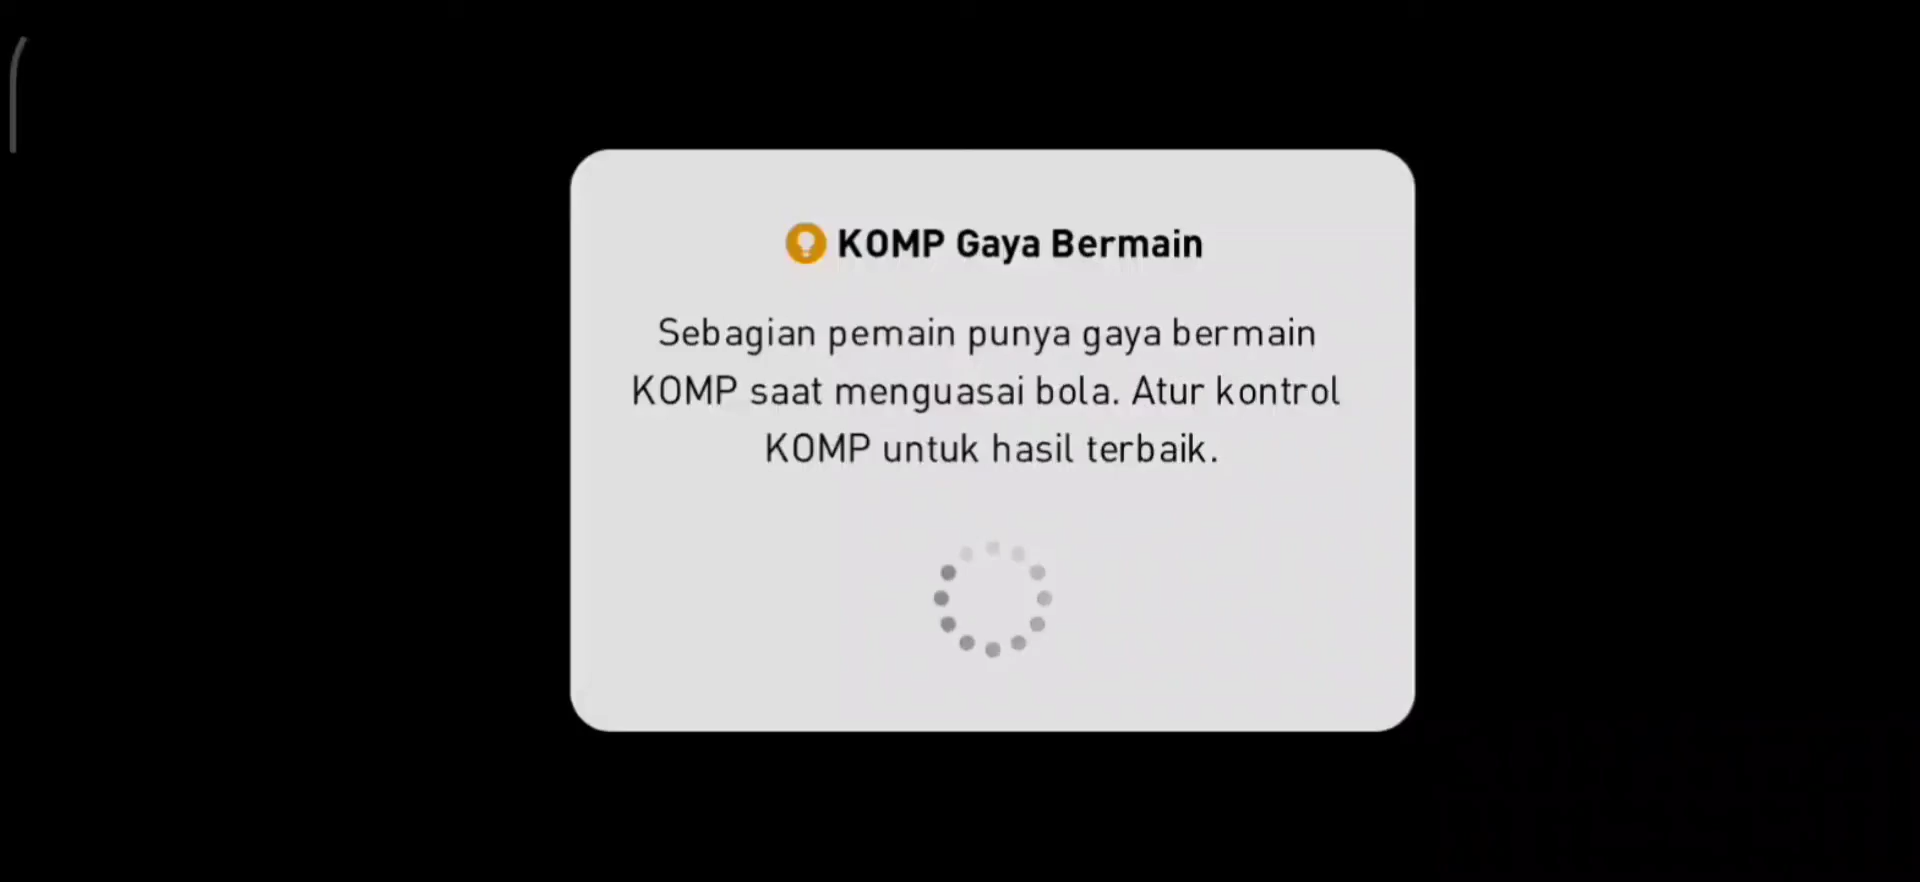 KOMP Gaya Bermain
Sebagian pemain punya gaya bermain
KOMP saat menguasai bola. Atur kontrol
KOMP untuk hasil terbaik.